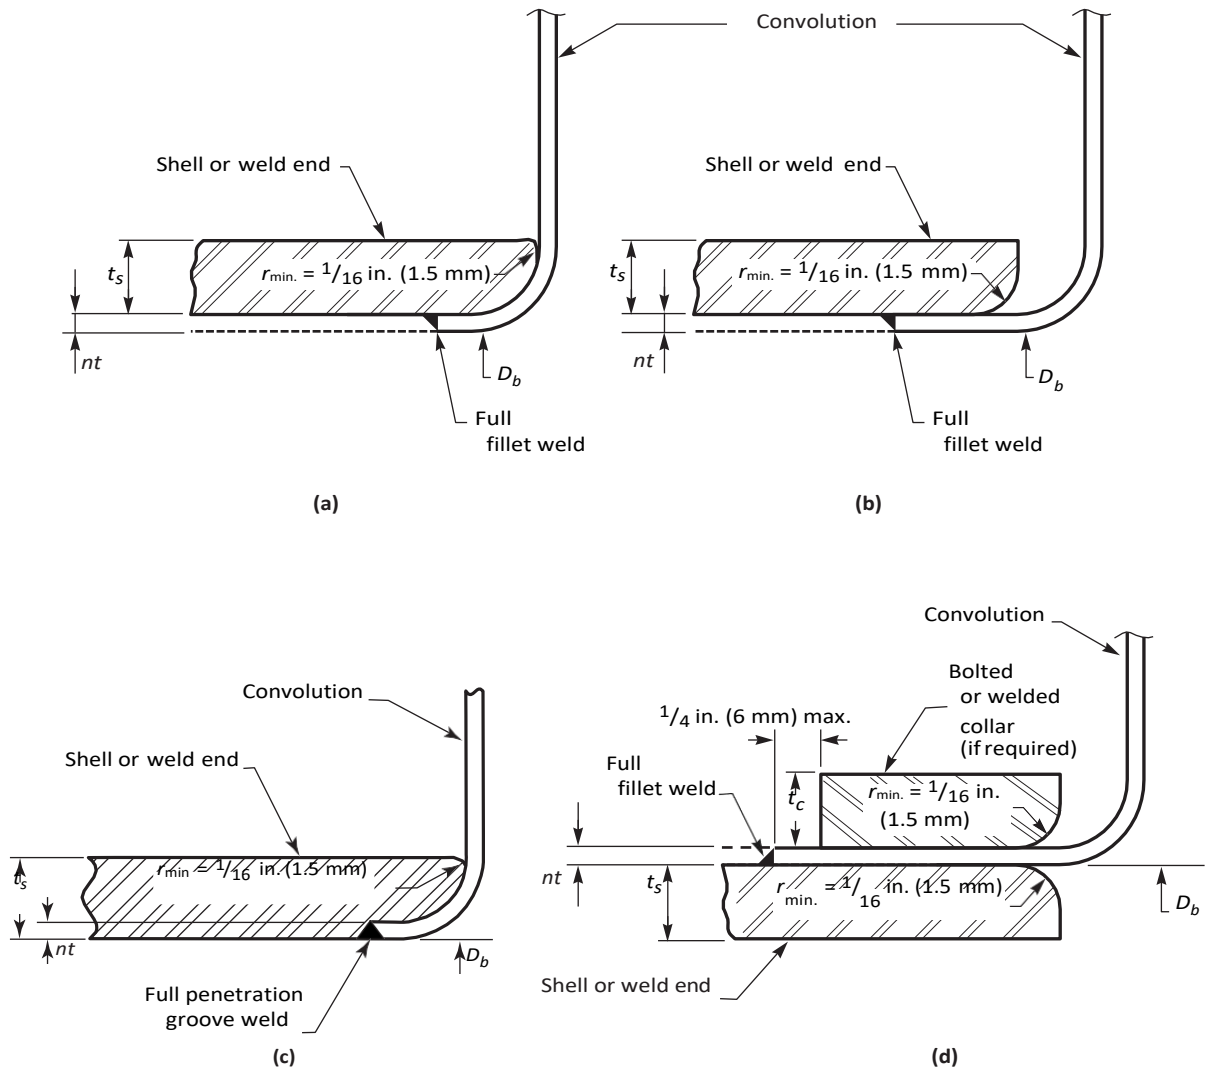 Convolution
Shell or weld end
Shell or weld end
t_s
r_min. = 1/16 in. (1.5 mm)
nt
D_b
Full
fillet weld
t_s
r_min. = 1/16 in. (1.5 mm)
nt
D_b
Full
fillet weld
(a)
(b)
Convolution
Shell or weld end
t_s
r_min = 1/16 in. (1.5 mm)
nt
D_b
Full penetration
groove weld
(c)
Convolution
Bolted
or welded
collar
(if required)
1/4 in. (6 mm) max.
Full
fillet weld
t_c
r_min. = 1/16 in.
(1.5 mm)
nt
t_s
r_min. = 1/16 in. (1.5 mm)
D_b
Shell or weld end
(d)